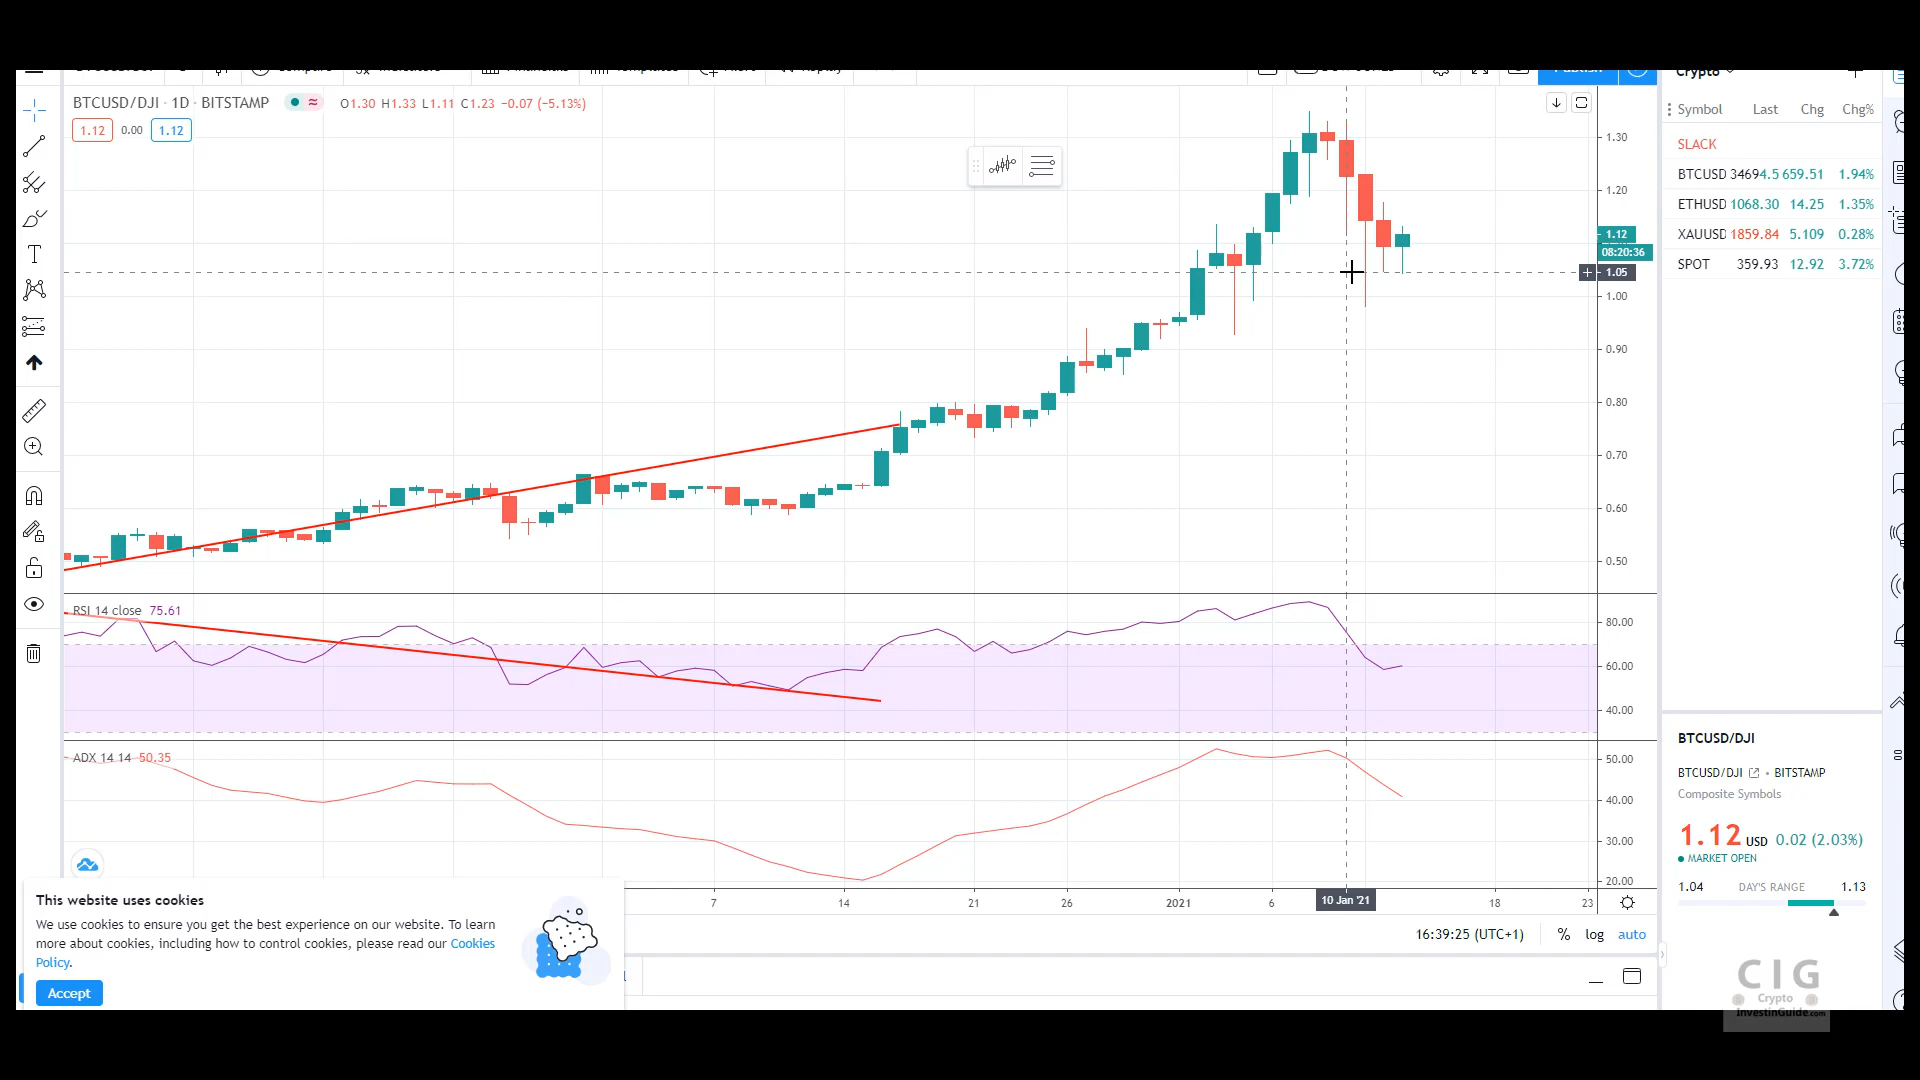 Crypto
BTCUSD/DJI · 1D · BITSTAMP
O1.30 H1.33 L1.11 C1.23 −0.07 (−5.13%)
1.12 0.00 1.12
Symbol Last Chg Chg%
SLACK
BTCUSD 34694.5 659.51 1.94%
ETHUSD 1068.30 14.25 1.35%
XAUUSD 1859.84 5.109 0.28%
SPOT 359.93 12.92 3.72%
1.30
1.20
1.12
08:20:36
1.05
1.00
0.90
0.80
0.70
0.60
0.50
RSI 14 close 75.61
80.00
60.00
40.00
ADX 14 14 50.35
50.00
40.00
30.00
20.00
7 14 21 26 2021 6 10 Jan '21 18 23
16:39:25 (UTC+1) % log auto
This website uses cookies
We use cookies to ensure you get the best experience on our website. To learn
more about cookies, including how to control cookies, please read our Cookies
Policy.
Accept
BTCUSD/DJI
BTCUSD/DJI • BITSTAMP
Composite Symbols
1.12 USD 0.02 (2.03%)
MARKET OPEN
1.04 DAY'S RANGE 1.13
CIG
Crypto
InvestinGuide.com